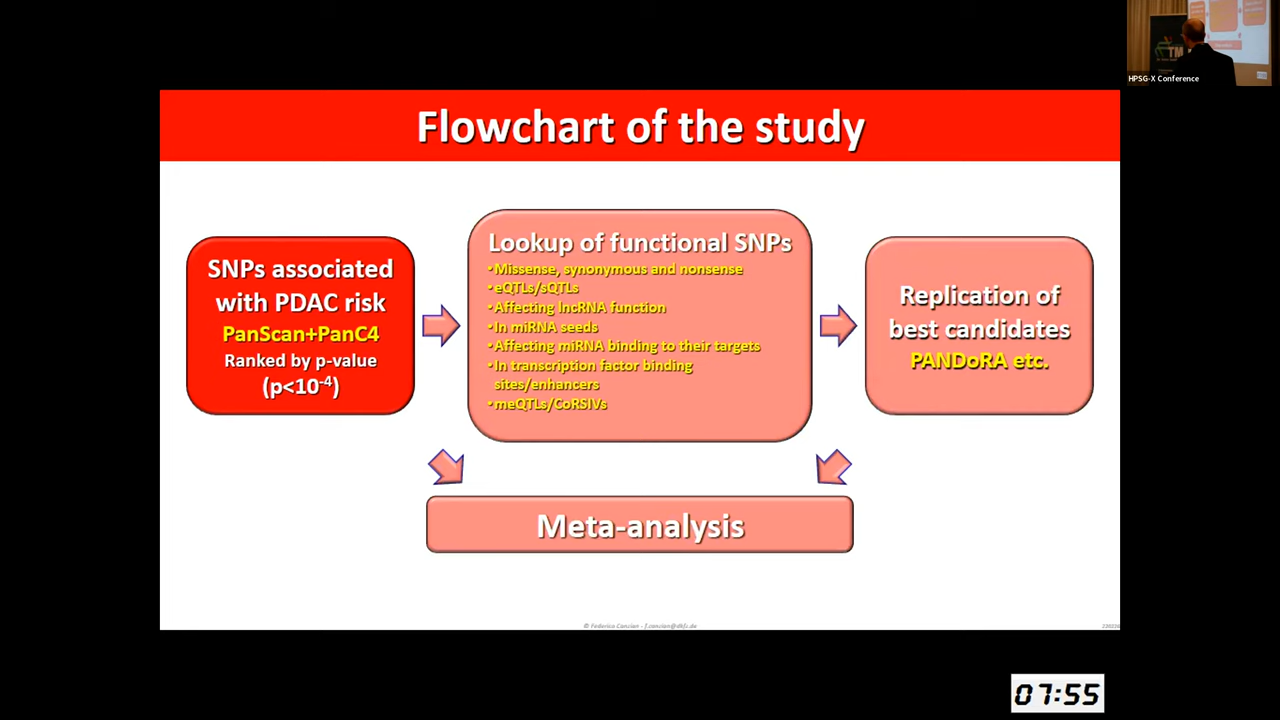 HPSG-X Conference
Flowchart of the study
SNPs associated
with PDAC risk
PanScan+PanC4
Ranked by p-value
(p<10⁻⁴)
Lookup of functional SNPs
•Missense, synonymous and nonsense
•eQTLs/sQTLs
•Affecting lncRNA function
•In miRNA seeds
•Affecting miRNA binding to their targets
•In transcription factor binding
sites/enhancers
•meQTLs/CoRSIVs
Replication of
best candidates
PANDoRA etc.
Meta-analysis
07:55